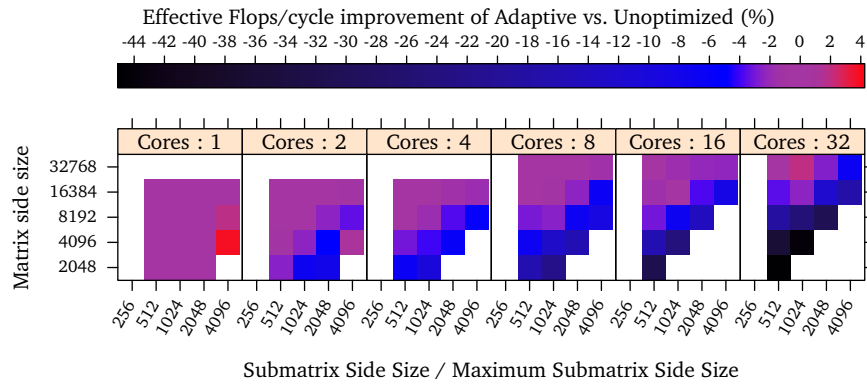 Effective Flops/cycle improvement of Adaptive vs. Unoptimized (%)
-44 -42 -40 -38 -36 -34 -32 -30 -28 -26 -24 -22 -20 -18 -16 -14 -12 -10 -8 -6 -4 -2 0 2 4
Cores : 1 Cores : 2 Cores : 4 Cores : 8 Cores : 16 Cores : 32
Matrix side size
32768
16384
8192
4096
2048
256 512 1024 2048 4096 256 512 1024 2048 4096 256 512 1024 2048 4096 256 512 1024 2048 4096 256 512 1024 2048 4096 256 512 1024 2048 4096
Submatrix Side Size / Maximum Submatrix Side Size